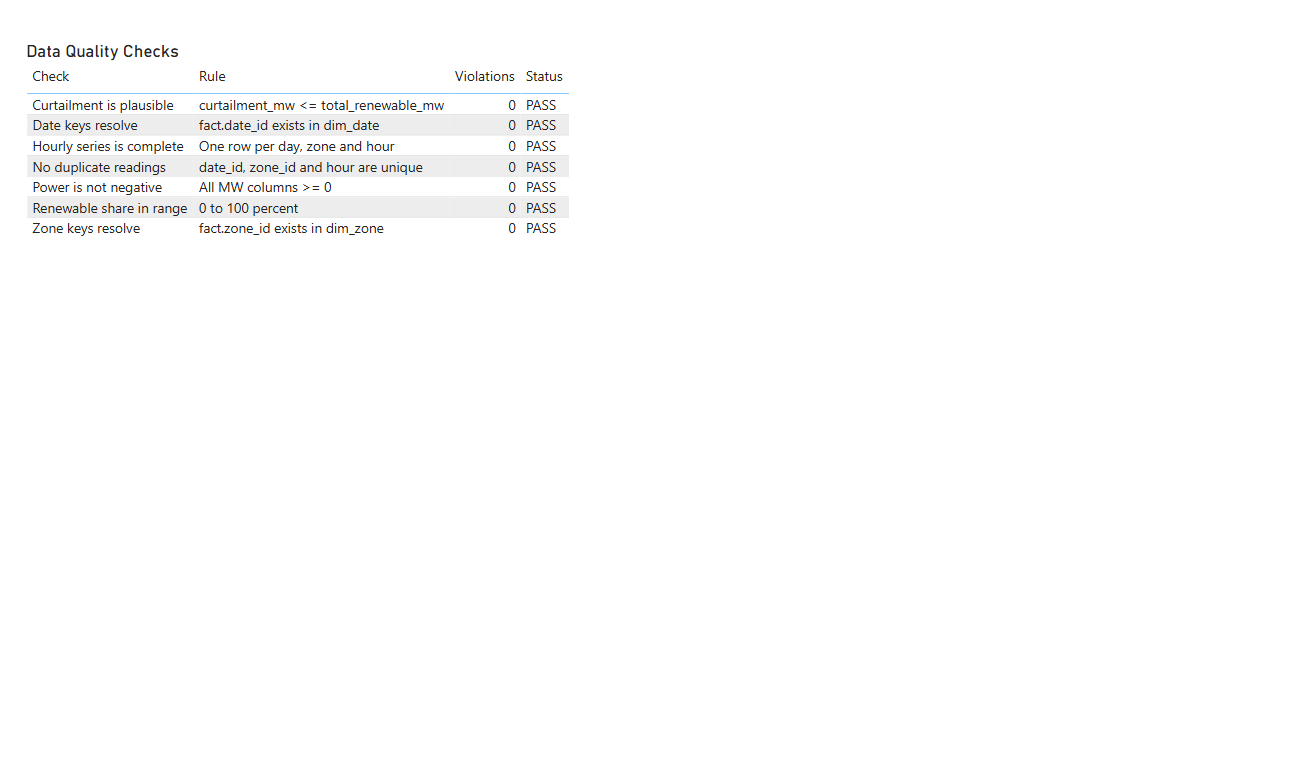 Data Quality Checks
Check Rule Violations Status
Curtailment is plausible curtailment_mw <= total_renewable_mw 0 PASS
Date keys resolve fact.date_id exists in dim_date 0 PASS
Hourly series is complete One row per day, zone and hour 0 PASS
No duplicate readings date_id, zone_id and hour are unique 0 PASS
Power is not negative All MW columns >= 0 0 PASS
Renewable share in range 0 to 100 percent 0 PASS
Zone keys resolve fact.zone_id exists in dim_zone 0 PASS